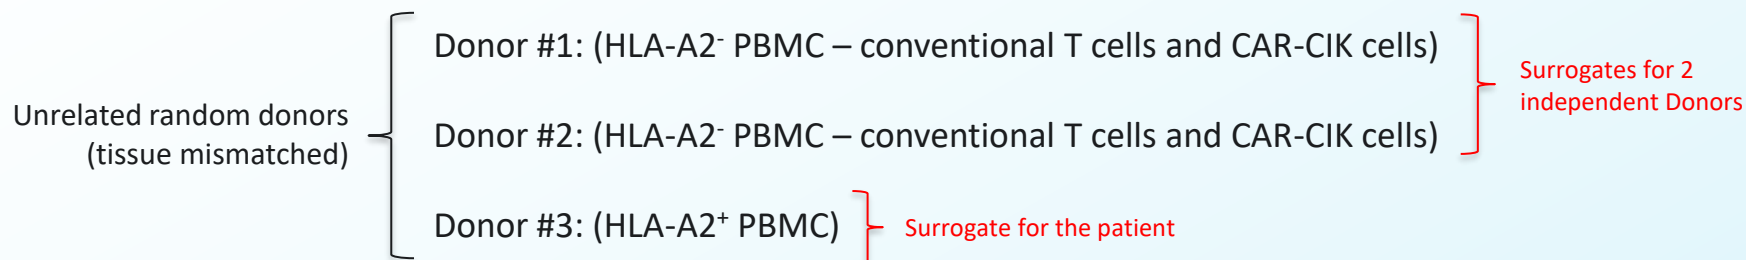 Donor #1: (HLA-A2⁻ PBMC – conventional T cells and CAR-CIK cells)
Surrogates for 2
independent Donors
Unrelated random donors
(tissue mismatched)
Donor #2: (HLA-A2⁻ PBMC – conventional T cells and CAR-CIK cells)
Donor #3: (HLA-A2⁺ PBMC)
Surrogate for the patient